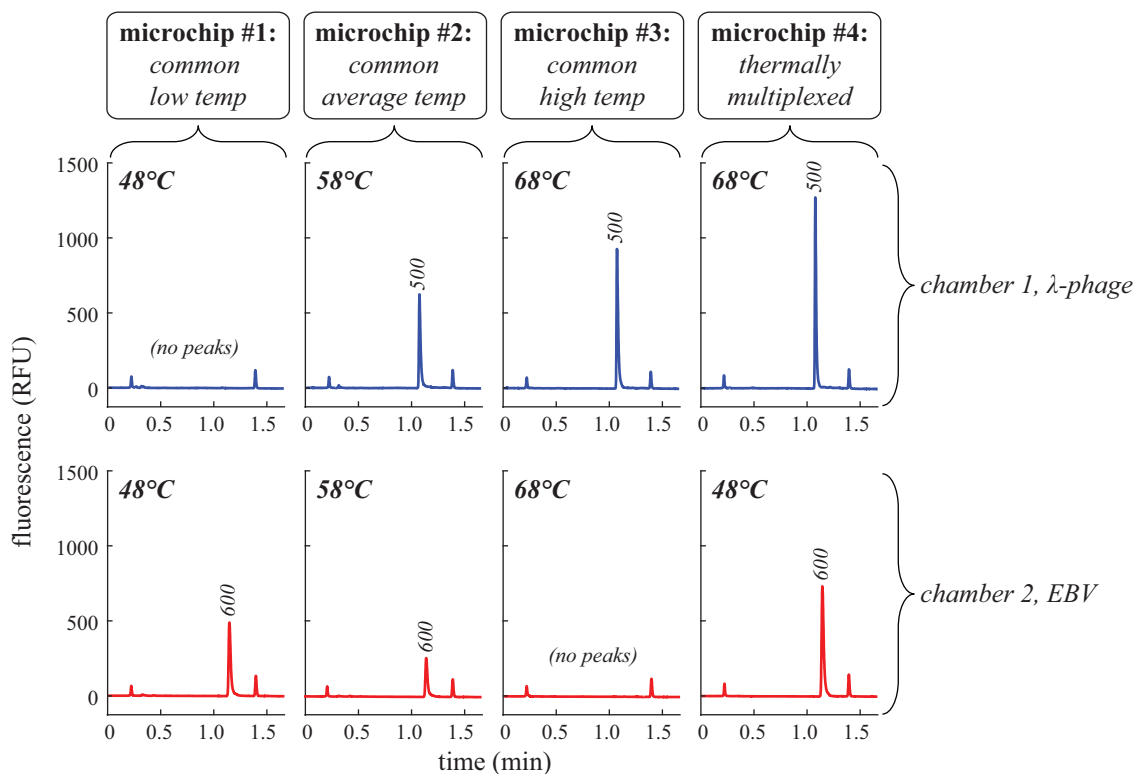 microchip #1:
common
low temp
microchip #2:
common
average temp
microchip #3:
common
high temp
microchip #4:
thermally
multiplexed
fluorescence (RFU)
1500
1000
500
0
48°C
(no peaks)
0 0.5 1.0 1.5
58°C
500
0 0.5 1.0 1.5
68°C
500
0 0.5 1.0 1.5
68°C
500
0 0.5 1.0 1.5
chamber 1, λ-phage
1500
1000
500
0
48°C
600
0 0.5 1.0 1.5
58°C
600
0 0.5 1.0 1.5
68°C
(no peaks)
0 0.5 1.0 1.5
48°C
600
0 0.5 1.0 1.5
chamber 2, EBV
time (min)